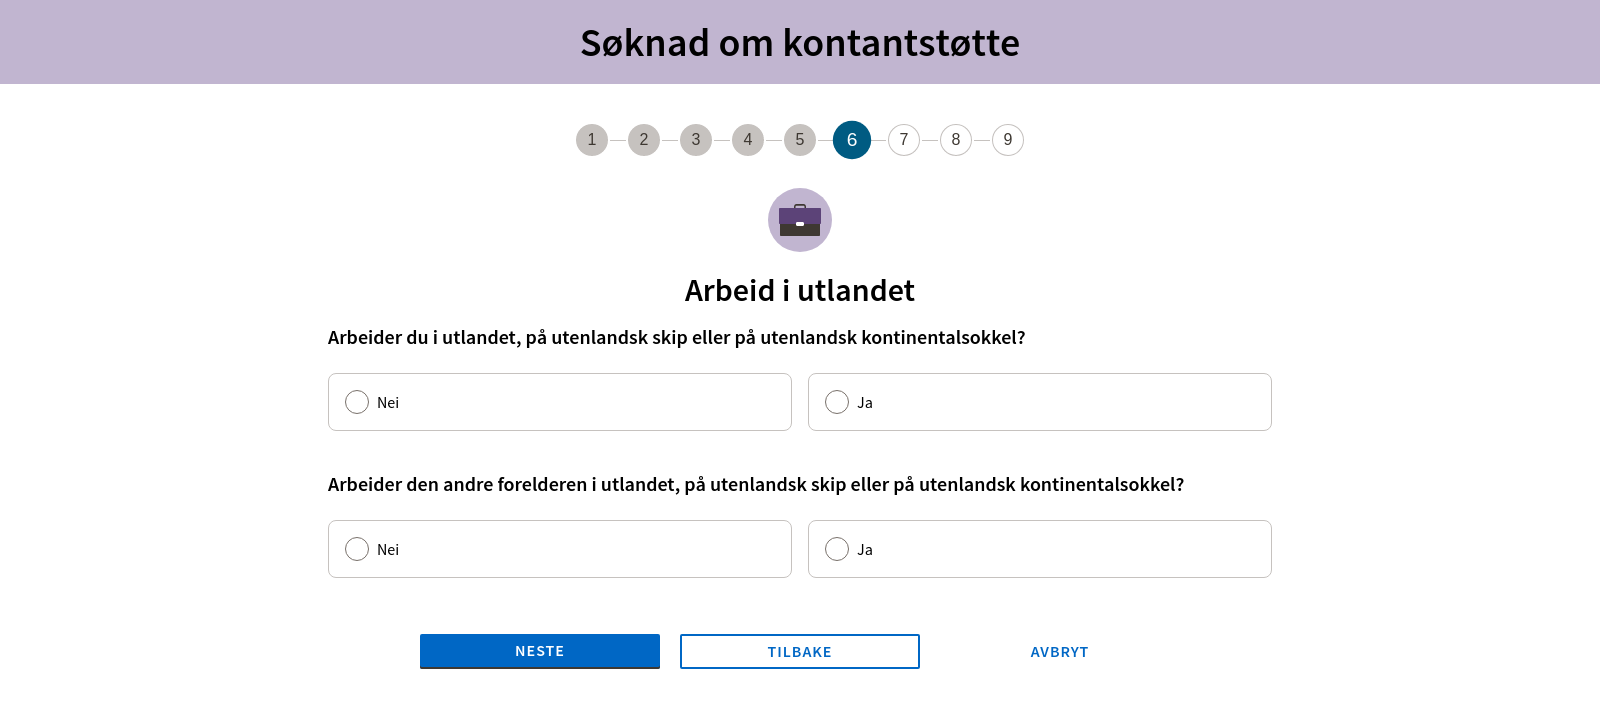 Søknad om kontantstøtte
1 2 3 4 5 6 7 8 9
Arbeid i utlandet
Arbeider du i utlandet, på utenlandsk skip eller på utenlandsk kontinentalsokkel?
Nei Ja
Arbeider den andre forelderen i utlandet, på utenlandsk skip eller på utenlandsk kontinentalsokkel?
Nei Ja
NESTE TILBAKE AVBRYT